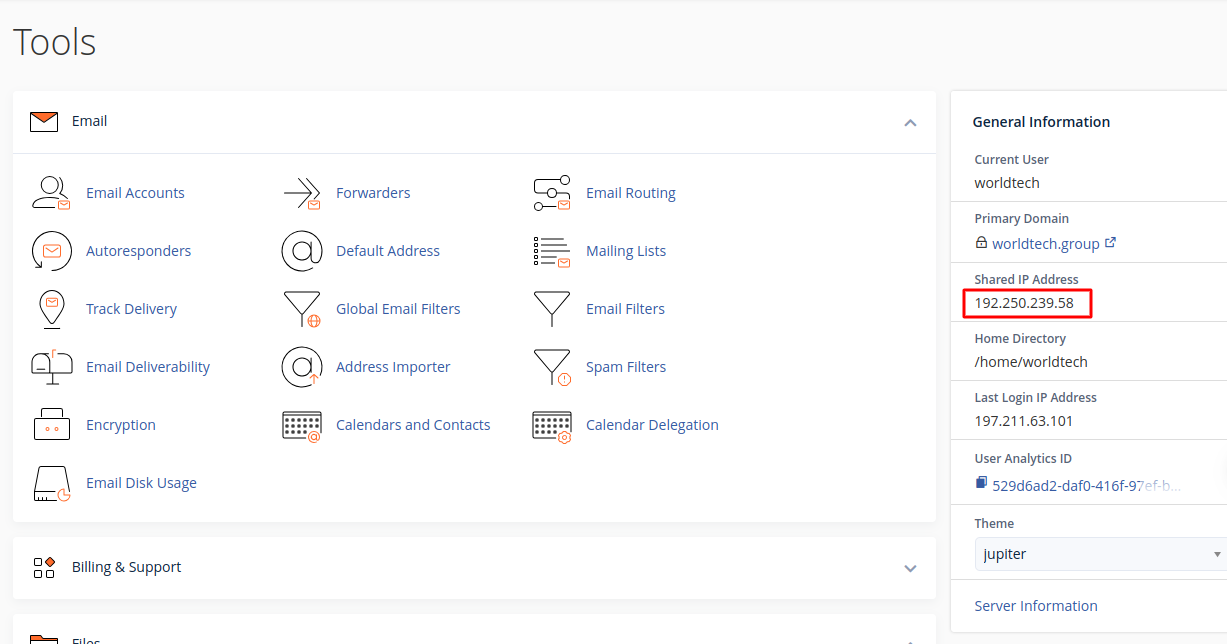 Tools
Email
Email Accounts
Forwarders
Email Routing
Autoresponders
Default Address
Mailing Lists
Track Delivery
Global Email Filters
Email Filters
Email Deliverability
Address Importer
Spam Filters
Encryption
Calendars and Contacts
Calendar Delegation
Email Disk Usage
Billing & Support
Files
General Information
Current User
worldtech
Primary Domain
worldtech.group
Shared IP Address
192.250.239.58
Home Directory
/home/worldtech
Last Login IP Address
197.211.63.101
User Analytics ID
529d6ad2-daf0-416f-97ef-b...
Theme
jupiter
Server Information